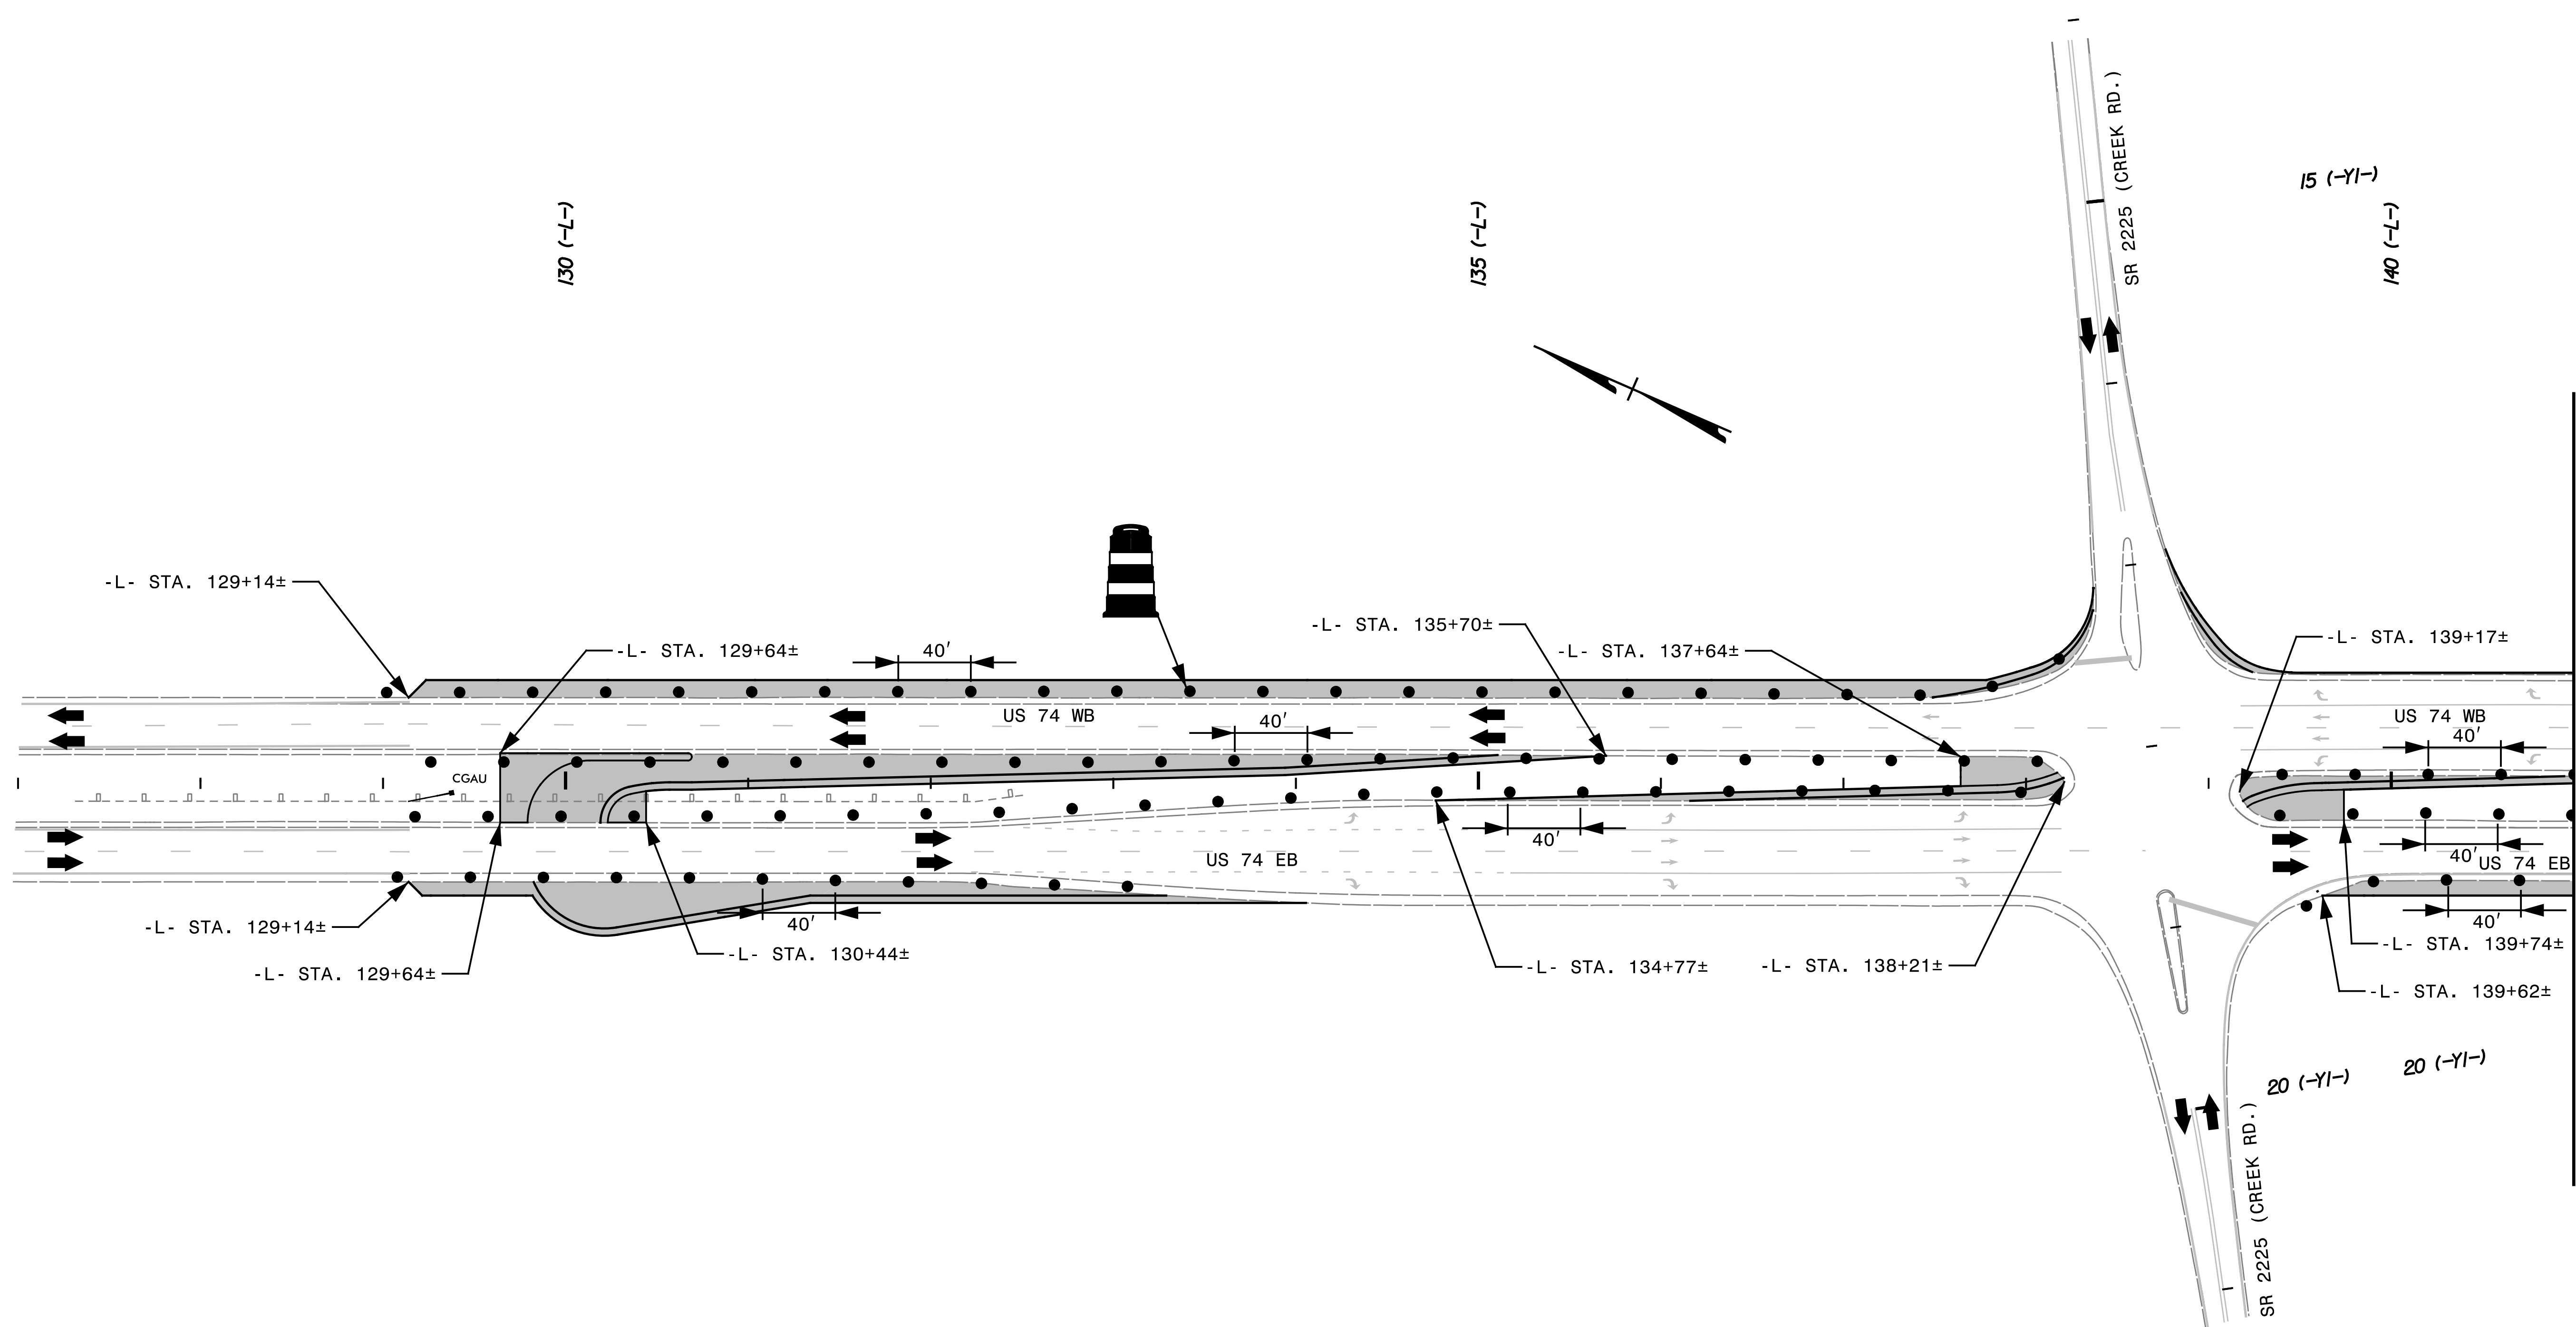 SR 2225 (CREEK RD.)
15 (-Y1-)
130 (-L-)
135 (-L-)
140 (-L-)
-L- STA. 129+14±
-L- STA. 135+70±
-L- STA. 139+17±
-L- STA. 129+64±
40'
-L- STA. 137+64±
US 74 WB
40'
US 74 WB
40'
CGAU
40'
US 74 EB
40'
US 74 EB
40'
40'
-L- STA. 129+14±
-L- STA. 130+44±
-L- STA. 139+74±
-L- STA. 129+64±
-L- STA. 134+77±
-L- STA. 138+21±
-L- STA. 139+62±
20 (-Y1-)
20 (-Y1-)
SR 2225 (CREEK RD.)